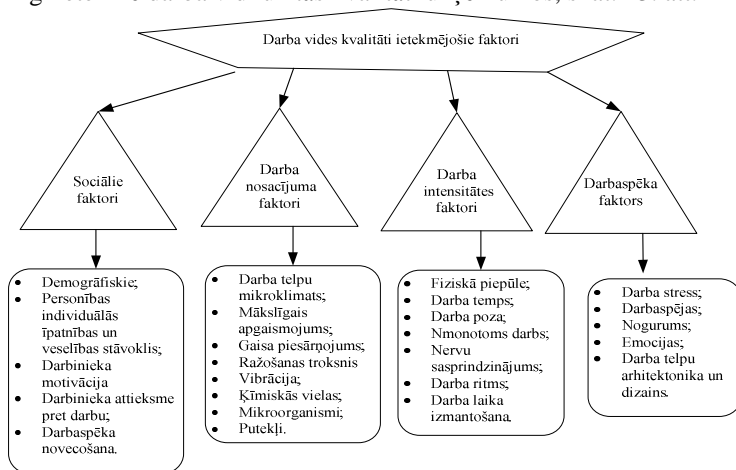 Darba vides kvalitāti ietekmējošie faktori
Sociālie
faktori
Darba
nosacījuma
faktori
Darba
intensitātes
faktori
Darbaspēka
faktors
• Demogrāfiskie;
• Personības
individuālās
īpatnības un
veselības stāvoklis;
• Darbinieka
motivācija
• Darbinieka attieksme
pret darbu;
• Darbaspēka
novecošana.
• Darba telpu
mikroklimats;
• Mākslīgais
apgaismojums;
• Gaisa piesārņojums;
• Ražošanas troksnis
• Vibrācija;
• Ķīmiskās vielas;
• Mikroorganismi;
• Putekļi.
• Fiziskā piepūle;
• Darba temps;
• Darba poza;
• Nmonotoms darbs;
• Nervu
sasprindzinājums;
• Darba ritms;
• Darba laika
izmantošana.
• Darba stress;
• Darbaspējas;
• Nogurums;
• Emocijas;
• Darba telpu
arhitektonika un
dizains.